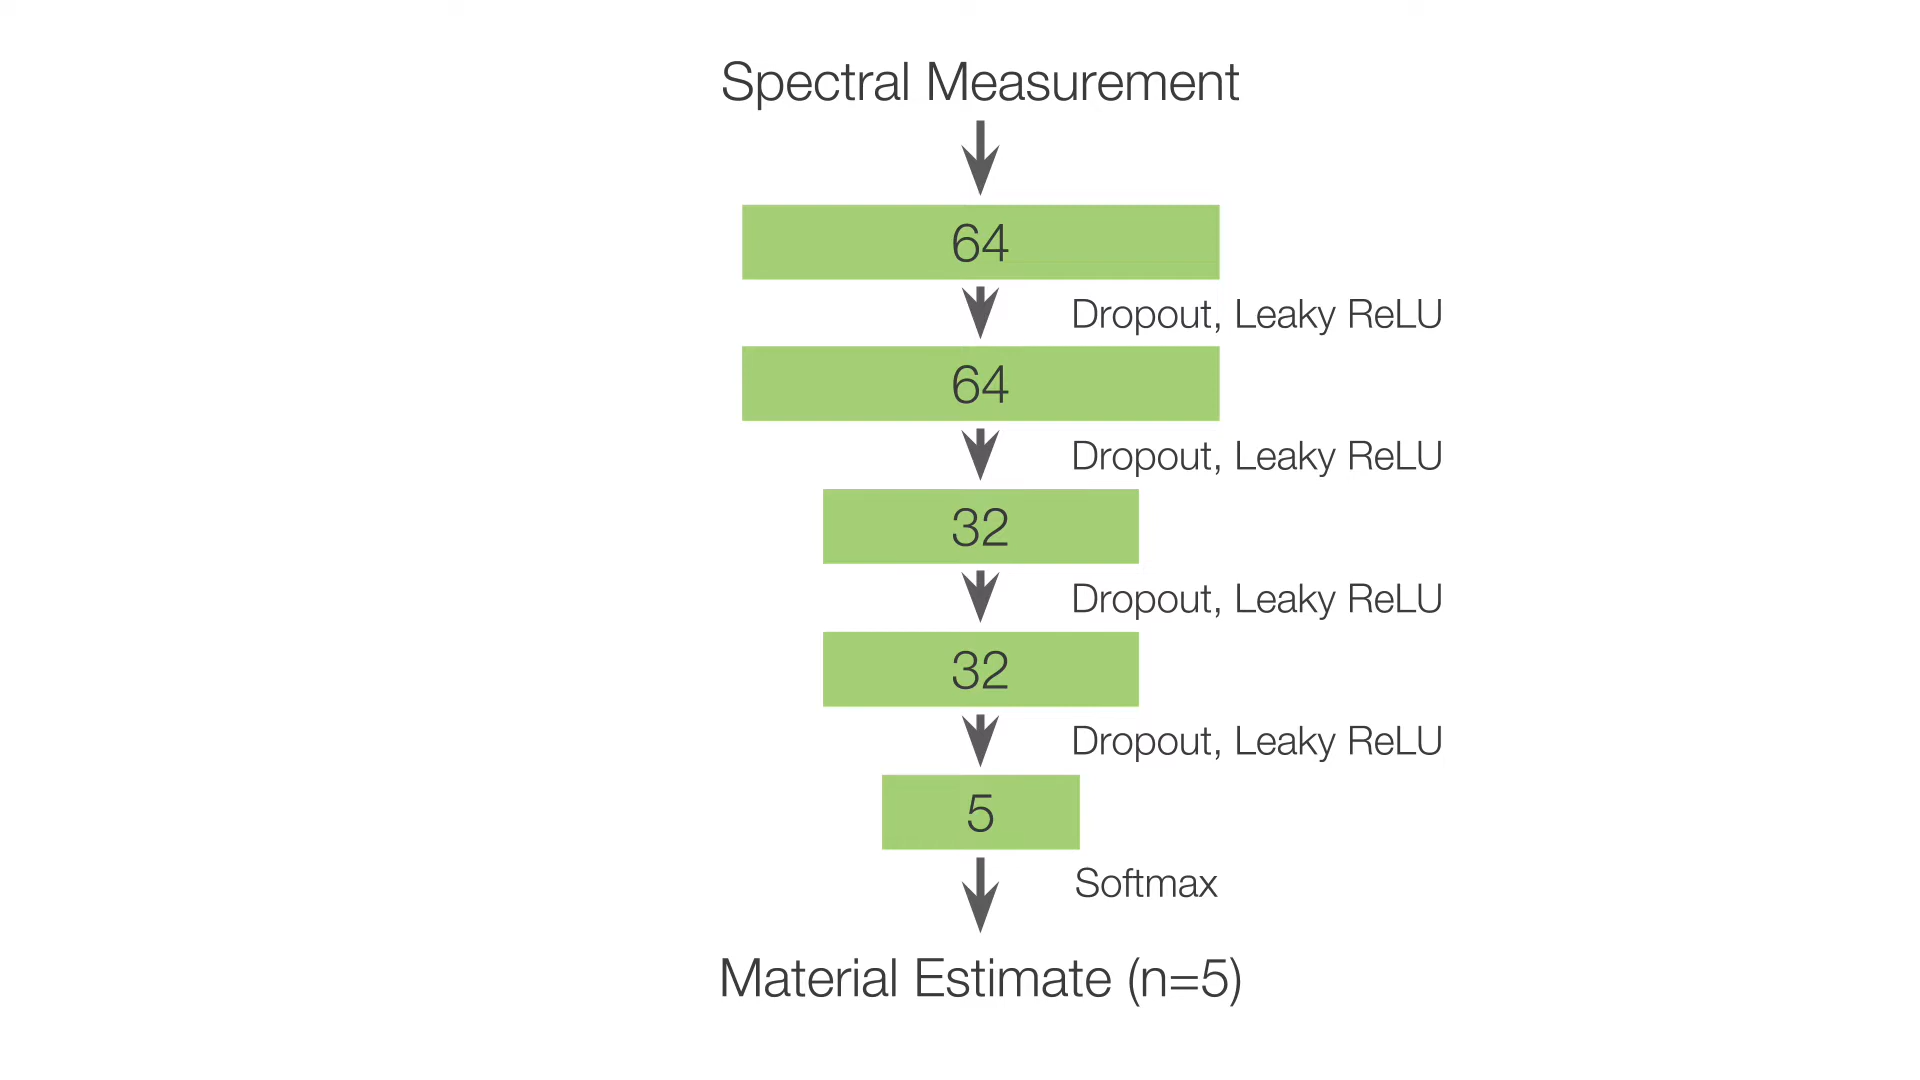 Spectral Measurement
64
Dropout, Leaky ReLU
64
Dropout, Leaky ReLU
32
Dropout, Leaky ReLU
32
Dropout, Leaky ReLU
5
Softmax
Material Estimate (n=5)